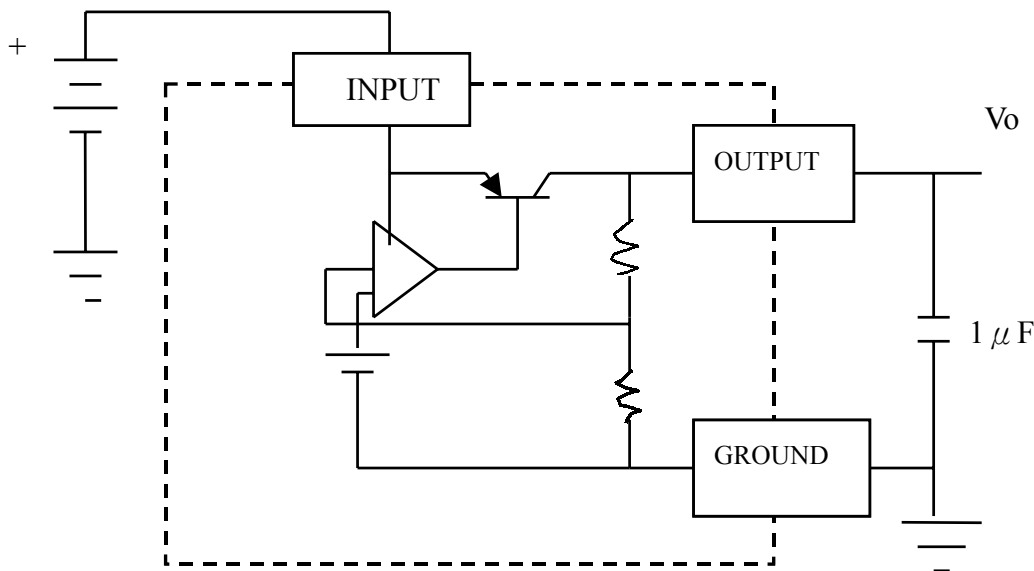 +
INPUT
Vo
OUTPUT
1 μ F
GROUND